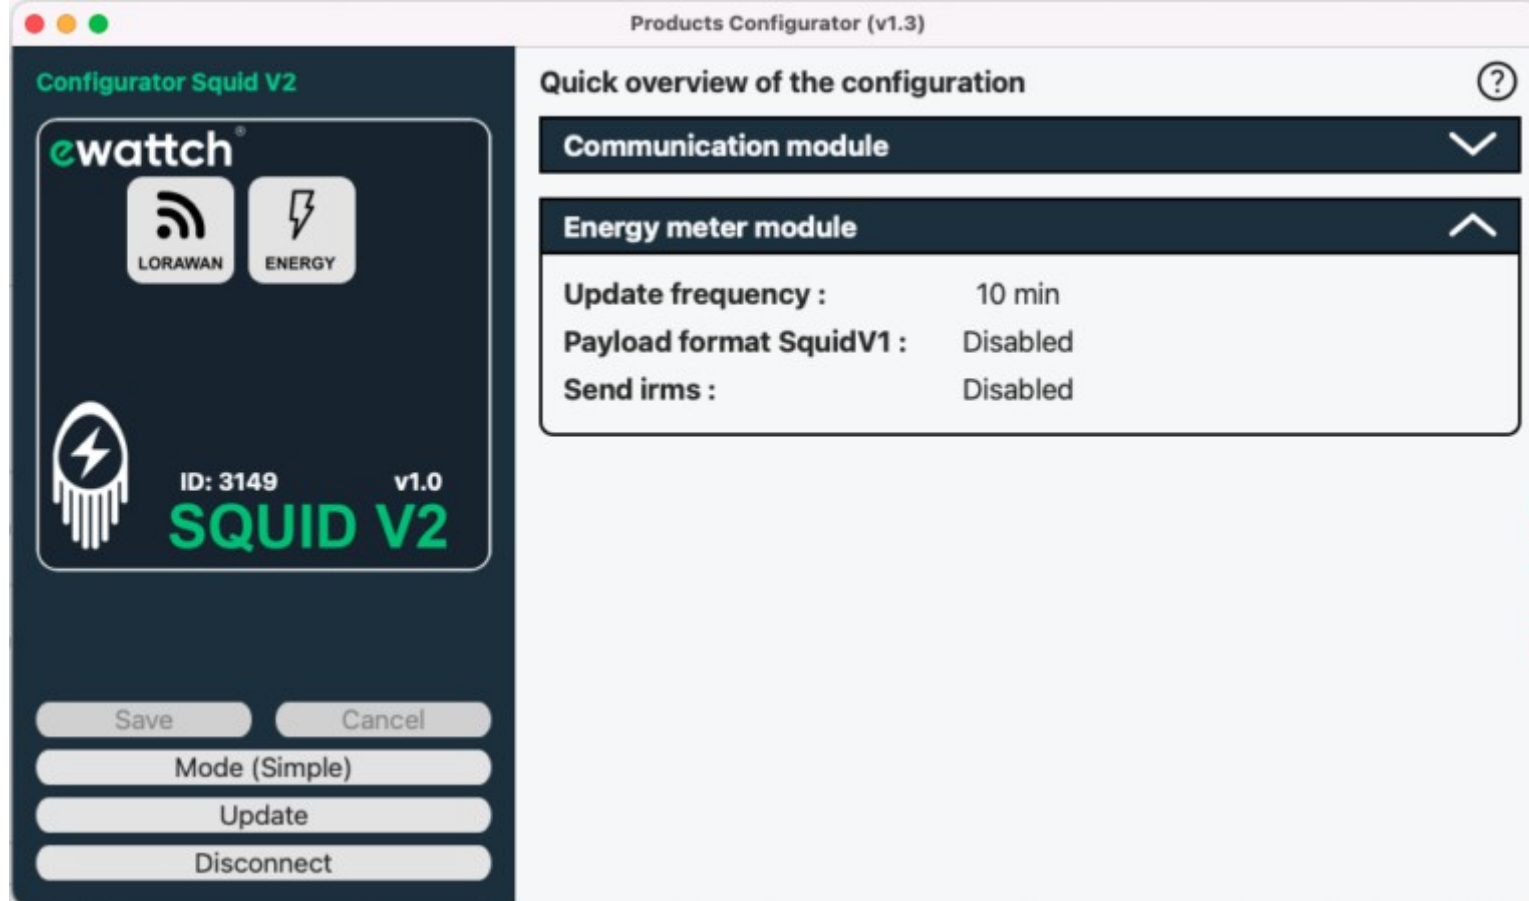 Products Configurator (v1.3)
Configurator Squid V2
ewattch®
LORAWAN
ENERGY
ID: 3149 v1.0
SQUID V2
Save
Cancel
Mode (Simple)
Update
Disconnect
Quick overview of the configuration
?
Communication module
Energy meter module
Update frequency : 10 min
Payload format SquidV1 : Disabled
Send irms : Disabled